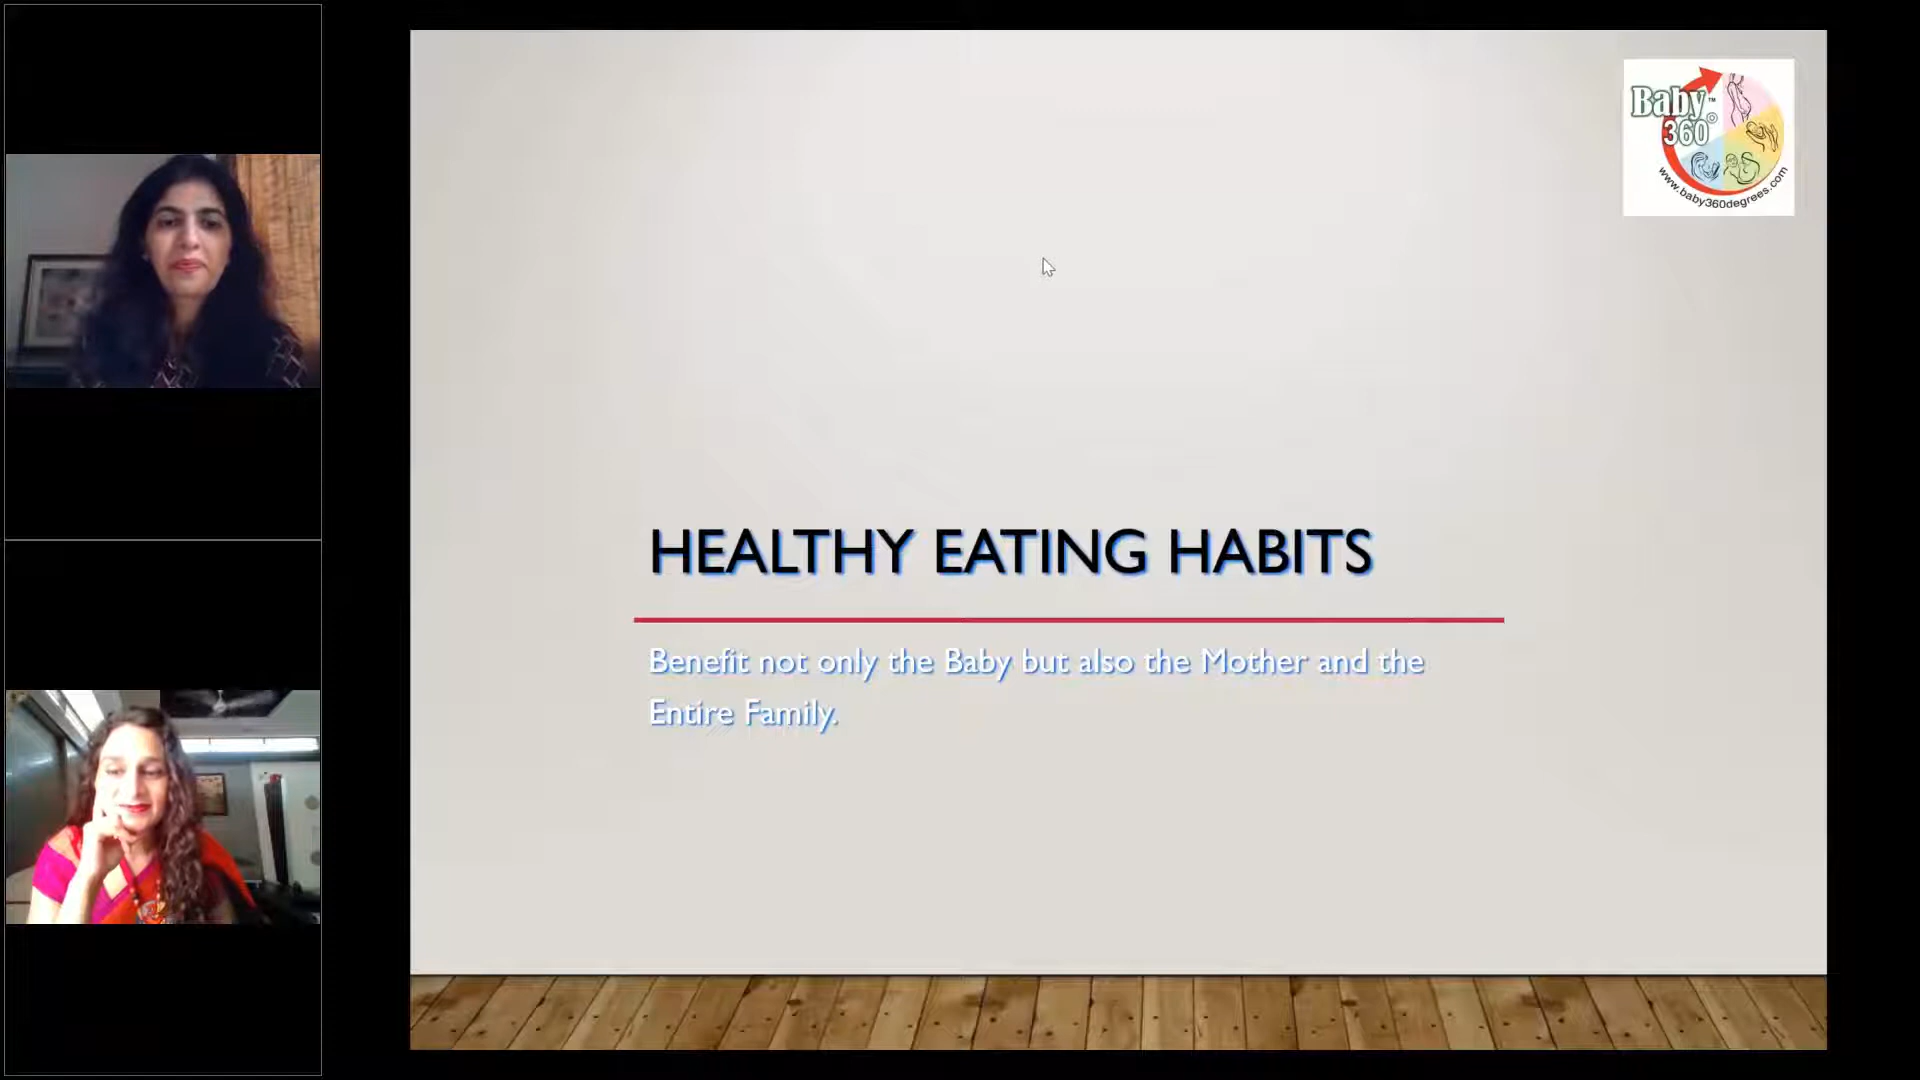 Baby™
360°
www.baby360degrees.com
HEALTHY EATING HABITS
Benefit not only the Baby but also the Mother and the
Entire Family.